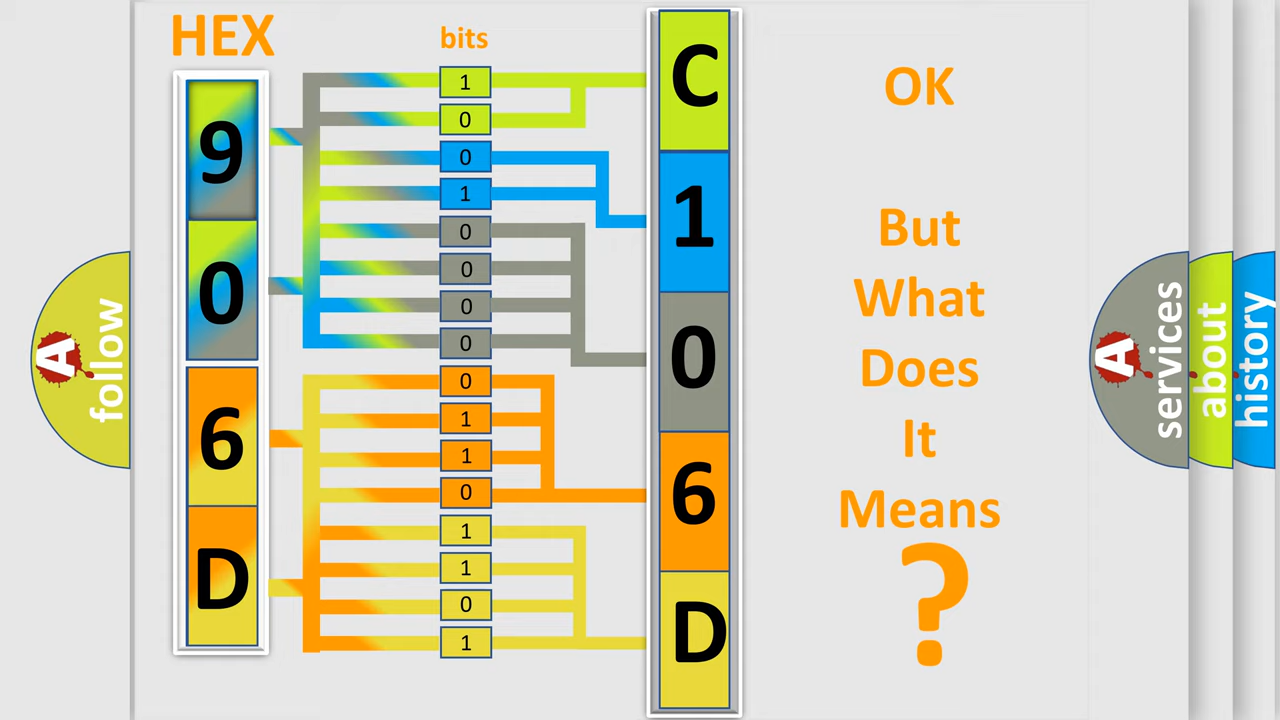 HEX
9
0
6
D
bits
1
0
0
1
0
0
0
0
0
1
1
0
1
1
0
1
C
1
0
6
D
OK
But
What
Does
It
Means
?
A
follow
A
services
about
history